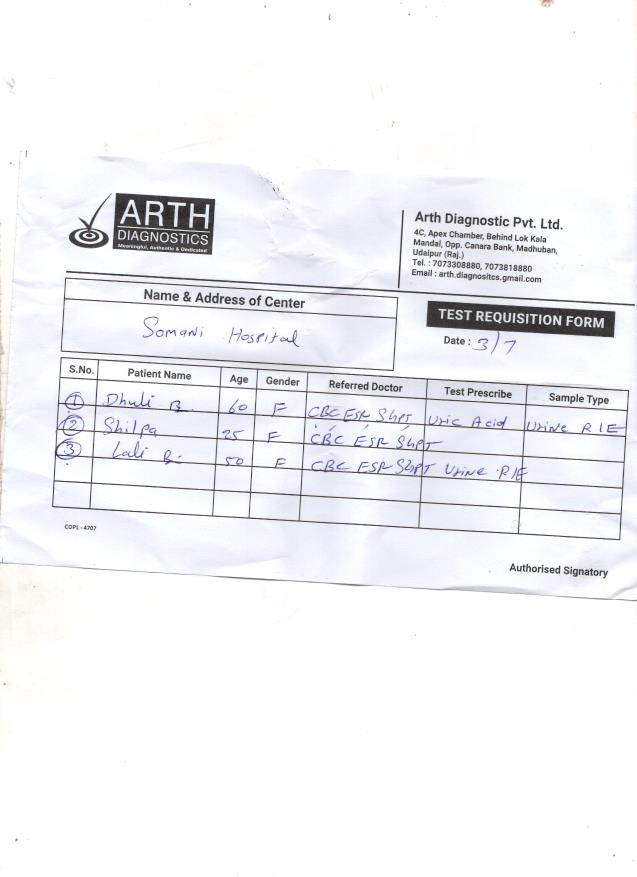 ARTH
DIAGNOSTICS
Meaningful, Authentic & Dedicated
Arth Diagnostic Pvt. Ltd.
4C, Apex Chamber, Behind Lok Kala
Mandal, Opp. Canara Bank, Madhuban,
Udaipur (Raj.)
Tel. : 7073308880, 7073818880
Email : arth.diagnositcs.gmail.com
Name & Address of Center
Somani Hospital
TEST REQUISITION FORM
Date : 3/7
S.No. Patient Name Age Gender Referred Doctor Test Prescribe Sample Type
1 Dhuli B. 60 F CBC ESR SGPT Uric Acid Urine R/E
2 Shilpa 25 F CBC ESR SGPT
3 Lali B. 50 F CBC ESR SGPT Urine R/E
COPL - 4707
Authorised Signatory